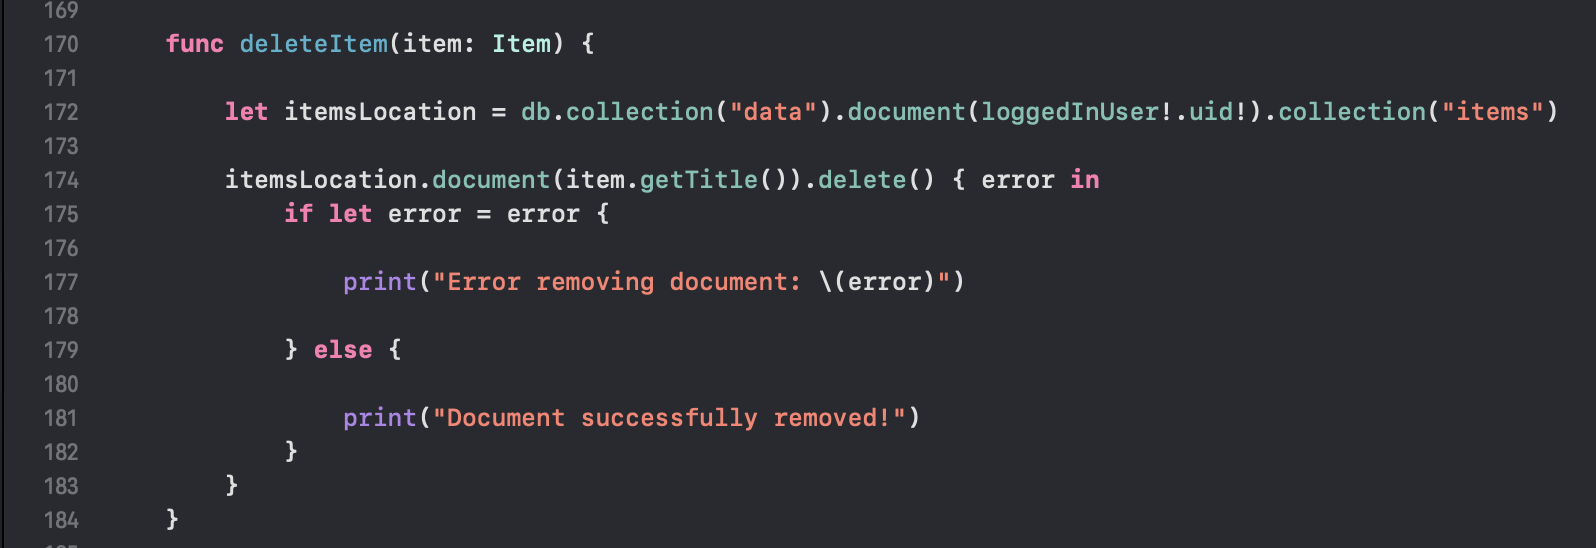 169
170 func deleteItem(item: Item) {
171
172 let itemsLocation = db.collection("data").document(loggedInUser!.uid!).collection("items")
173
174 itemsLocation.document(item.getTitle()).delete() { error in
175 if let error = error {
176
177 print("Error removing document: \(error)")
178
179 } else {
180
181 print("Document successfully removed!")
182 }
183 }
184 }